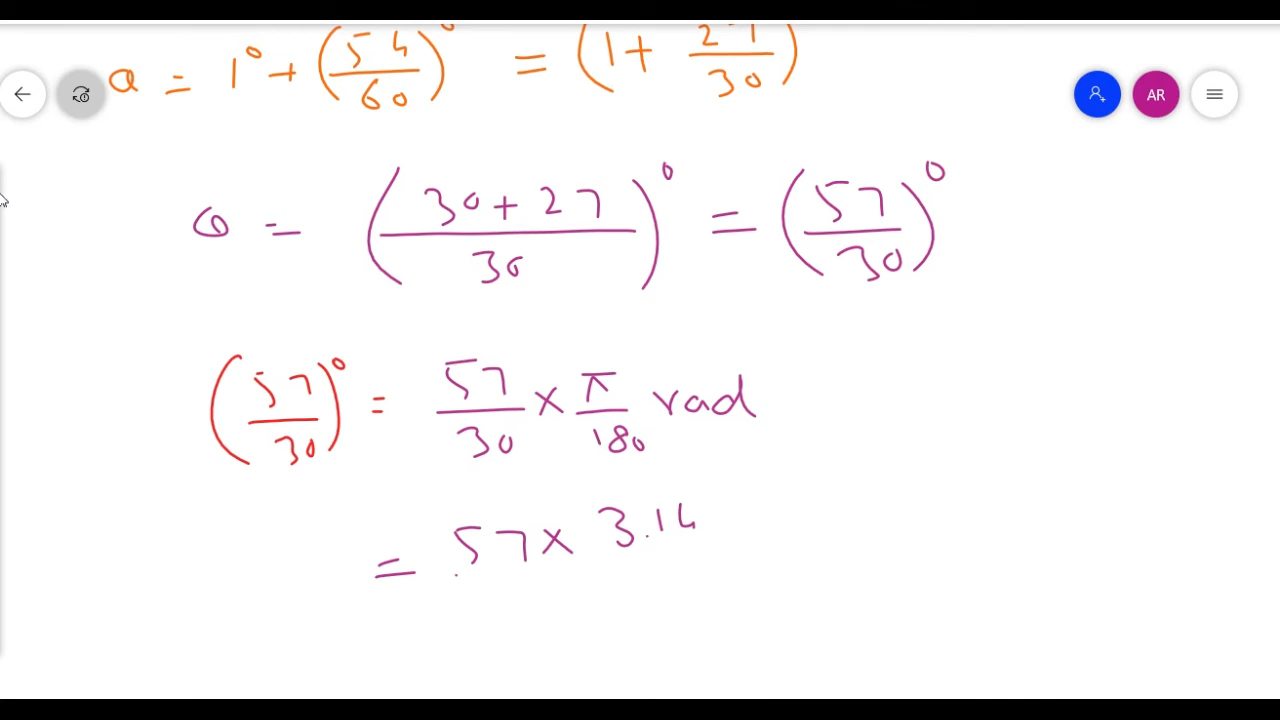 a = 1° + (54/60)° = (1 + 27/30)
AR
θ = (30+27/30)° = (57/30)°
(57/30)° = 57/30 × π/180 rad
= 57 × 3.14